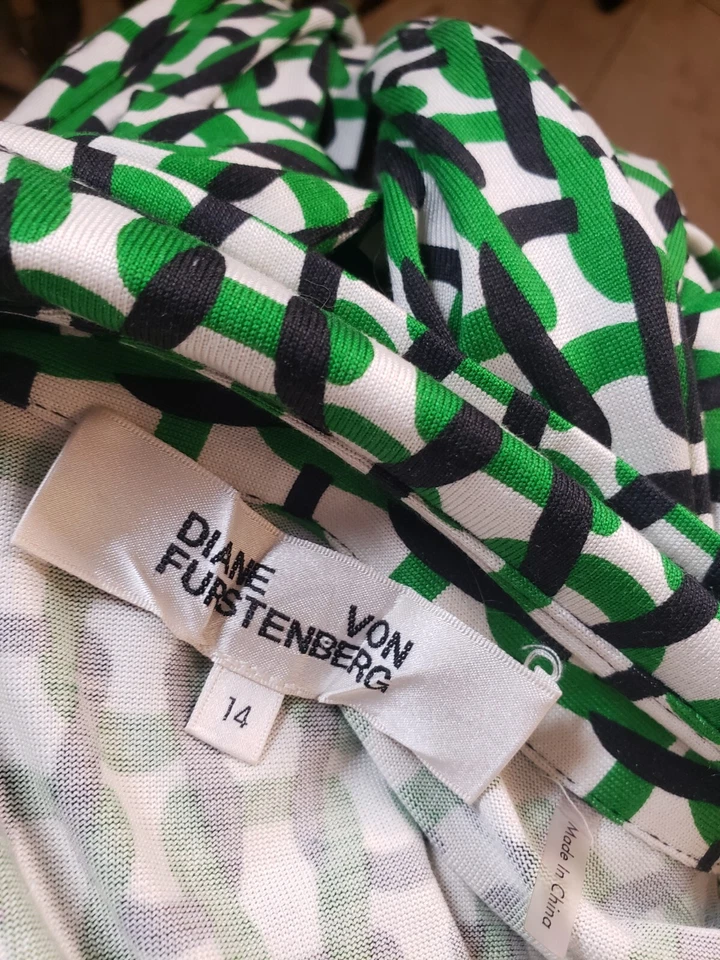 DIANE
VON
FURSTENBERG
14
Made In China